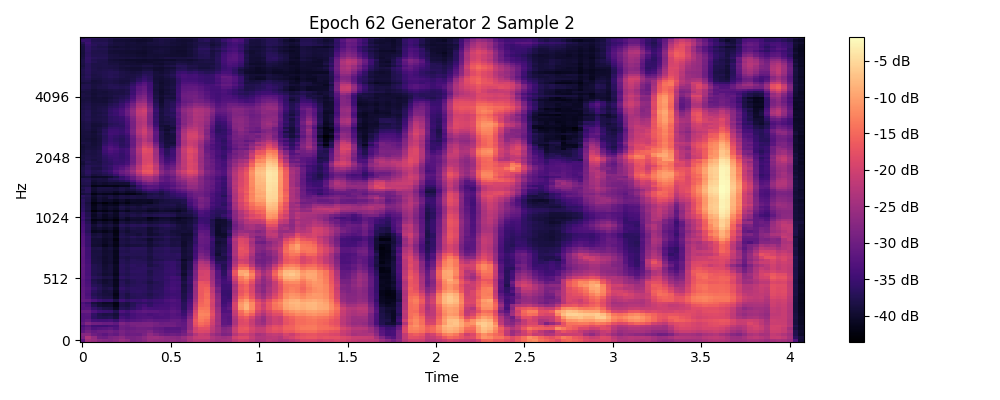 Epoch 62 Generator 2 Sample 2
Hz
4096
2048
1024
512
0
0 0.5 1 1.5 2 2.5 3 3.5 4
Time
-5 dB
-10 dB
-15 dB
-20 dB
-25 dB
-30 dB
-35 dB
-40 dB